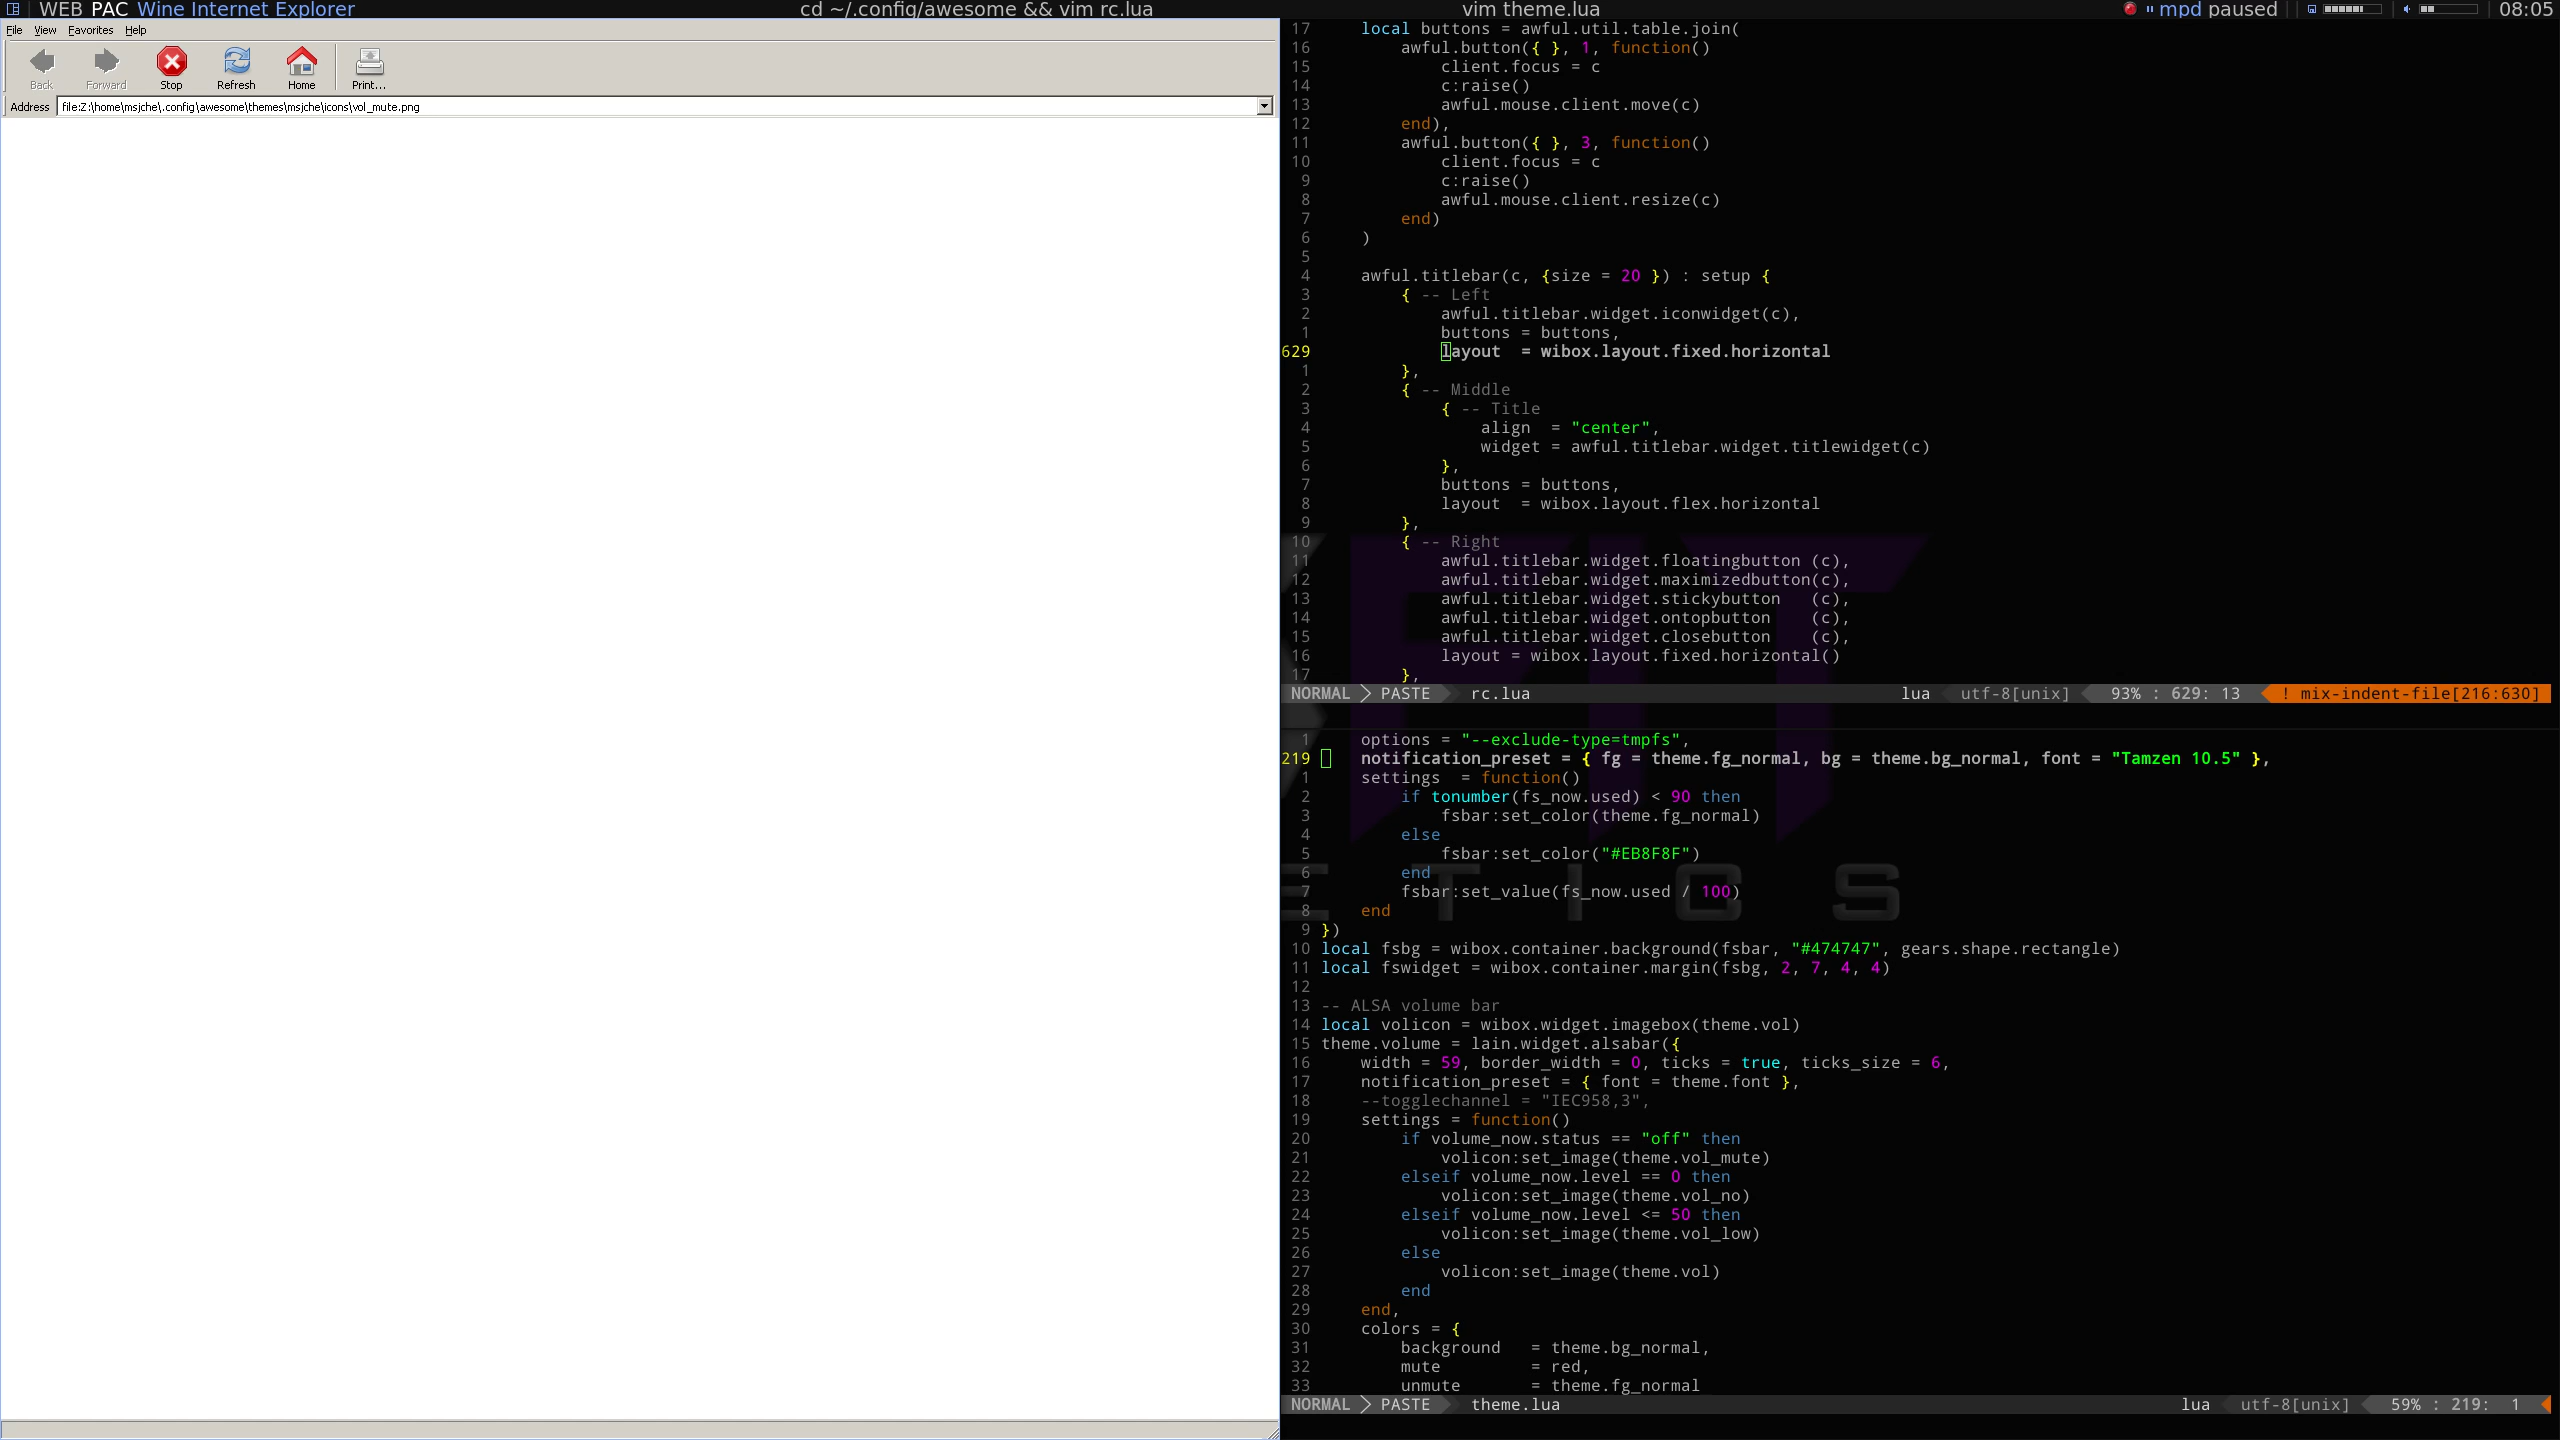 WEB PAC Wine Internet Explorer
cd ~/.config/awesome && vim rc.lua
vim theme.lua
mpd paused
08:05
File View Favorites Help
Back Forward Stop Refresh Home Print...
Address file:Z:\home\msjche\.config\awesome\themes\msjche\icons\vol_mute.png
17     local buttons = awful.util.table.join(
16         awful.button({ }, 1, function()
15             client.focus = c
14             c:raise()
13             awful.mouse.client.move(c)
12         end),
11         awful.button({ }, 3, function()
10             client.focus = c
9             c:raise()
8             awful.mouse.client.resize(c)
7         end)
6     )
5
4     awful.titlebar(c, {size = 20 }) : setup {
3         { -- Left
2             awful.titlebar.widget.iconwidget(c),
1             buttons = buttons,
629             layout  = wibox.layout.fixed.horizontal
1         },
2         { -- Middle
3             { -- Title
4                 align  = "center",
5                 widget = awful.titlebar.widget.titlewidget(c)
6             },
7             buttons = buttons,
8             layout  = wibox.layout.flex.horizontal
9         },
10         { -- Right
11             awful.titlebar.widget.floatingbutton (c),
12             awful.titlebar.widget.maximizedbutton(c),
13             awful.titlebar.widget.stickybutton   (c),
14             awful.titlebar.widget.ontopbutton    (c),
15             awful.titlebar.widget.closebutton    (c),
16             layout = wibox.layout.fixed.horizontal()
17         },
NORMAL > PASTE rc.lua lua utf-8[unix] 93% : 629: 13 ! mix-indent-file[216:630]
1     options = "--exclude-type=tmpfs",
219     notification_preset = { fg = theme.fg_normal, bg = theme.bg_normal, font = "Tamzen 10.5" },
1     settings  = function()
2         if tonumber(fs_now.used) < 90 then
3             fsbar:set_color(theme.fg_normal)
4         else
5             fsbar:set_color("#EB8F8F")
6         end
7         fsbar:set_value(fs_now.used / 100)
8     end
9 })
10 local fsbg = wibox.container.background(fsbar, "#474747", gears.shape.rectangle)
11 local fswidget = wibox.container.margin(fsbg, 2, 7, 4, 4)
12
13 -- ALSA volume bar
14 local volicon = wibox.widget.imagebox(theme.vol)
15 theme.volume = lain.widget.alsabar({
16     width = 59, border_width = 0, ticks = true, ticks_size = 6,
17     notification_preset = { font = theme.font },
18     --togglechannel = "IEC958,3",
19     settings = function()
20         if volume_now.status == "off" then
21             volicon:set_image(theme.vol_mute)
22         elseif volume_now.level == 0 then
23             volicon:set_image(theme.vol_no)
24         elseif volume_now.level <= 50 then
25             volicon:set_image(theme.vol_low)
26         else
27             volicon:set_image(theme.vol)
28         end
29     end,
30     colors = {
31         background   = theme.bg_normal,
32         mute         = red,
33         unmute       = theme.fg_normal
NORMAL > PASTE theme.lua lua utf-8[unix] 59% : 219: 1